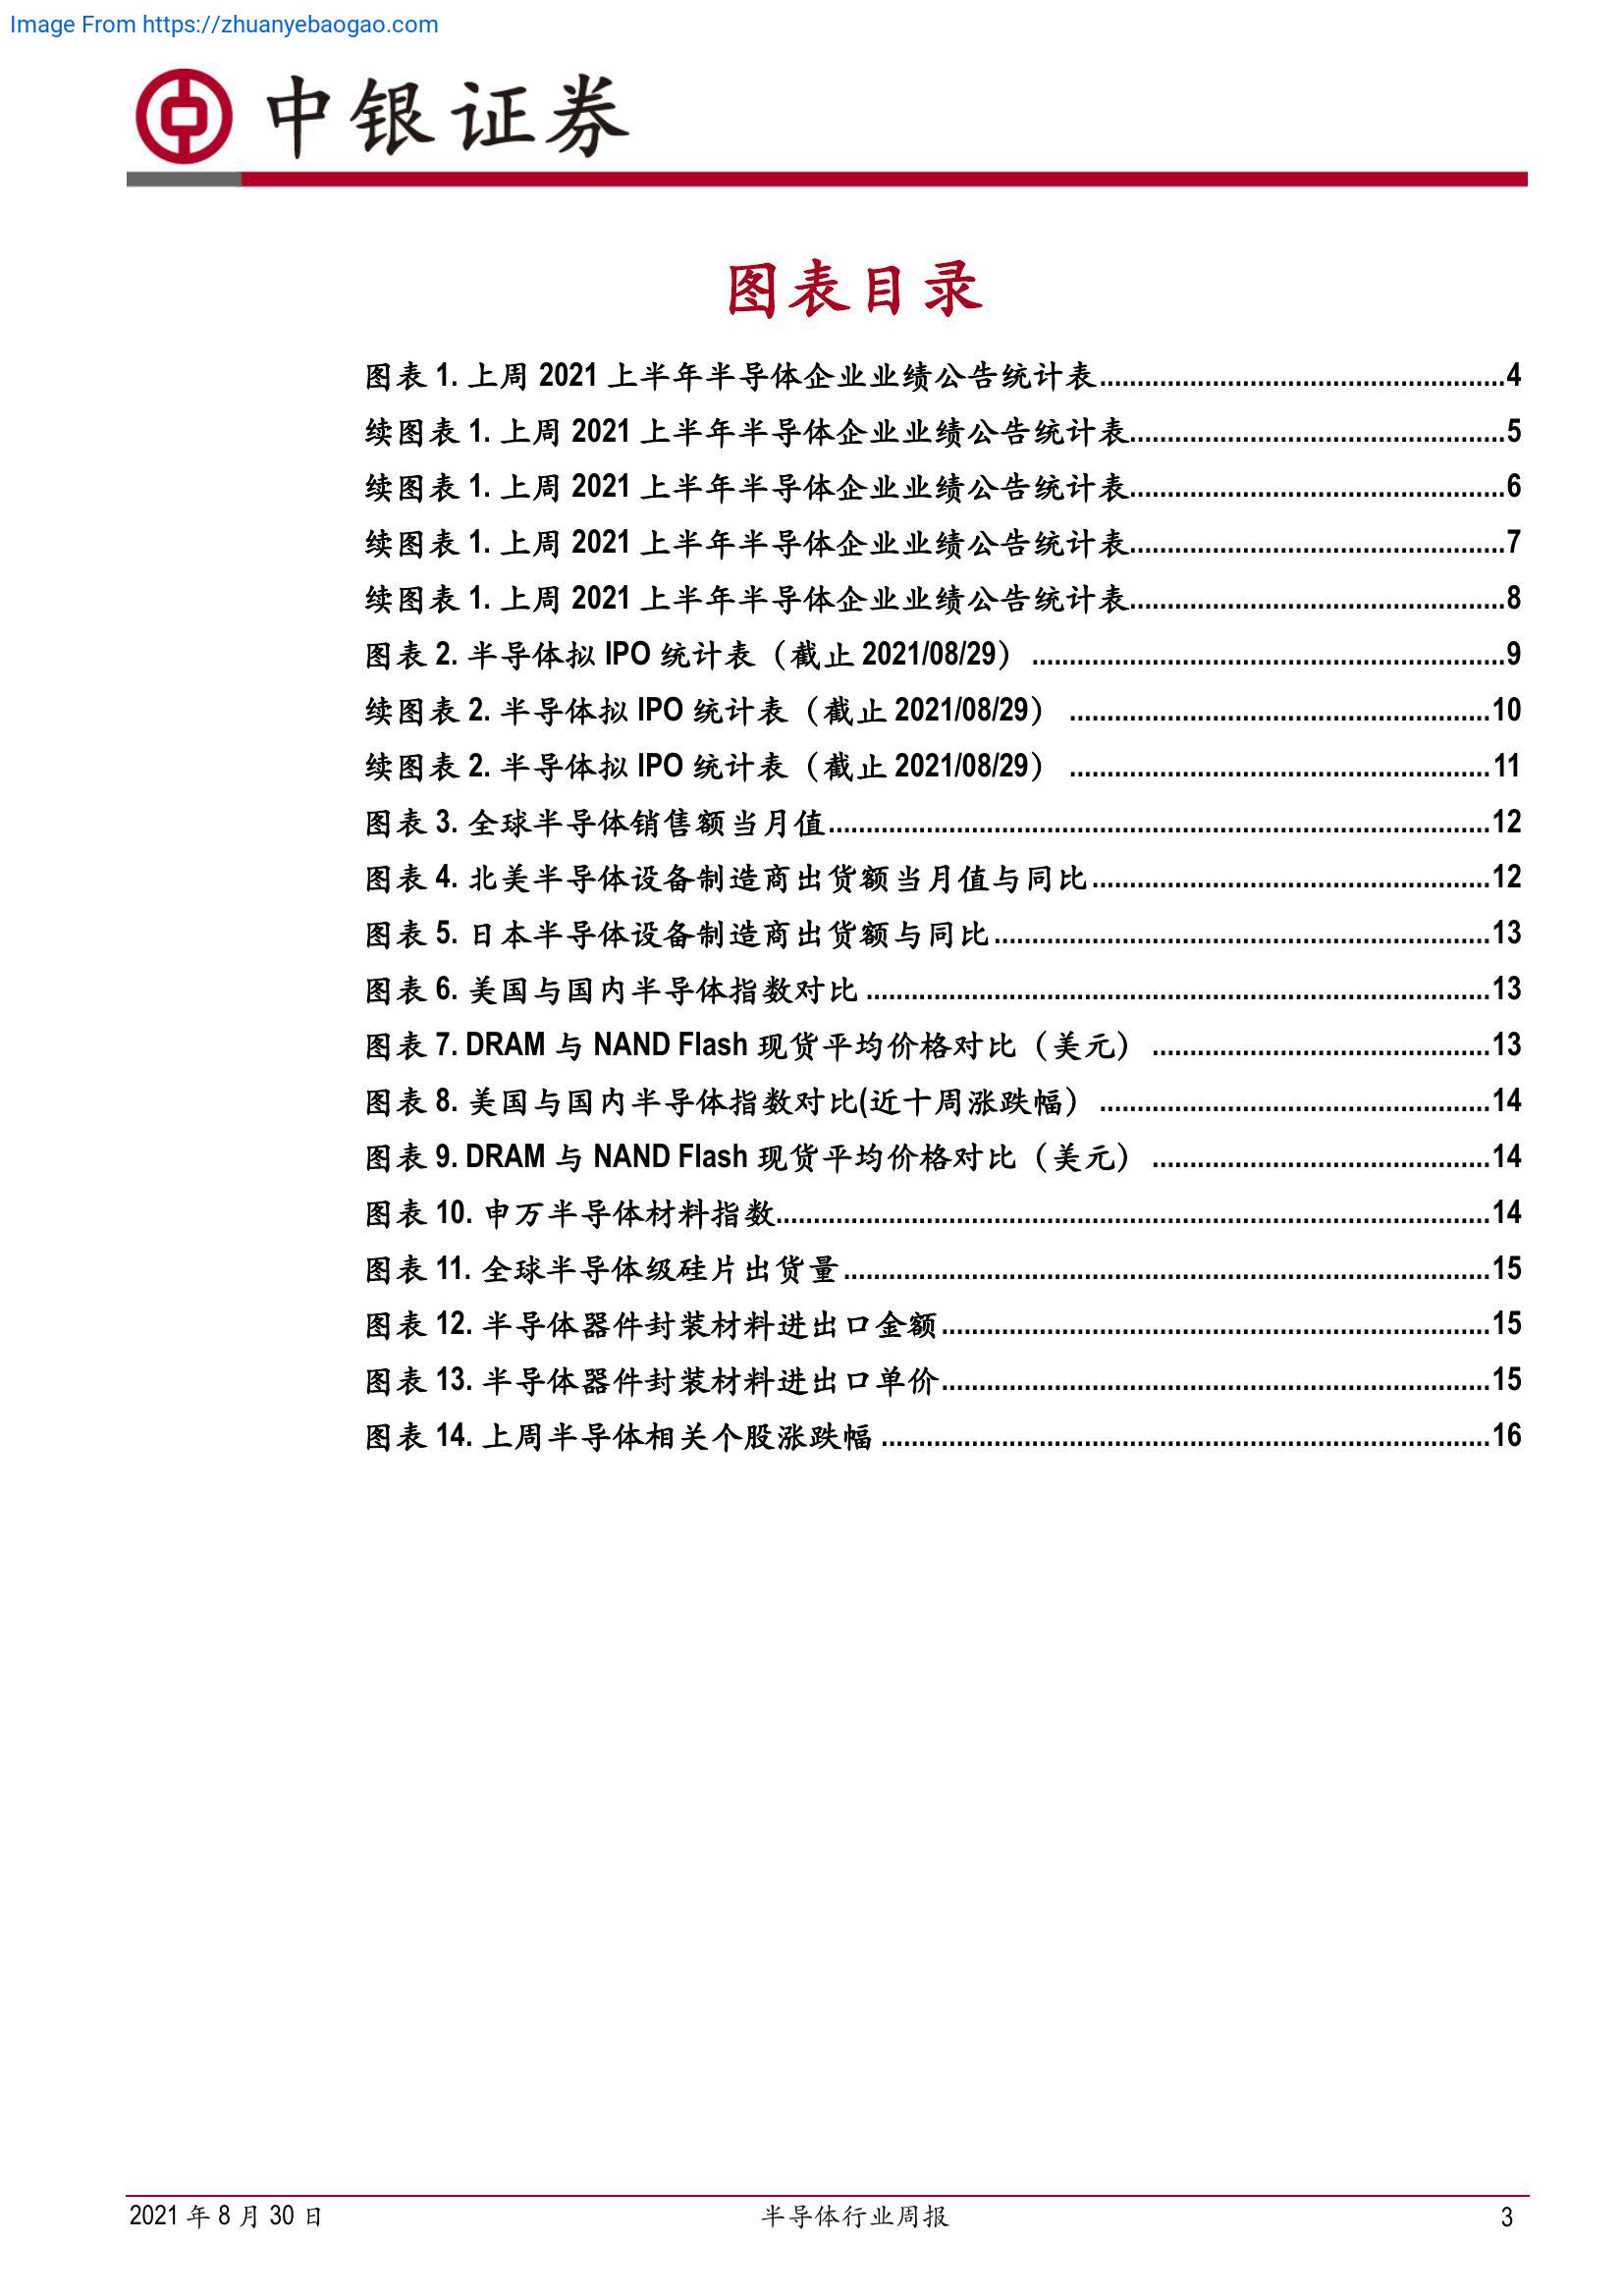 Image From https://zhuanyebaogao.com
中银证券
图表目录
图表 1. 上周 2021 上半年半导体企业业绩公告统计表..........................................................4
续图表 1. 上周 2021 上半年半导体企业业绩公告统计表......................................................5
续图表 1. 上周 2021 上半年半导体企业业绩公告统计表......................................................6
续图表 1. 上周 2021 上半年半导体企业业绩公告统计表......................................................7
续图表 1. 上周 2021 上半年半导体企业业绩公告统计表......................................................8
图表 2. 半导体拟 IPO 统计表（截止 2021/08/29） ..................................................................9
续图表 2. 半导体拟 IPO 统计表（截止 2021/08/29） ............................................................10
续图表 2. 半导体拟 IPO 统计表（截止 2021/08/29） ............................................................11
图表 3. 全球半导体销售额当月值............................................................................................12
图表 4. 北美半导体设备制造商出货额当月值与同比.........................................................12
图表 5. 日本半导体设备制造商出货额与同比......................................................................13
图表 6. 美国与国内半导体指数对比 .......................................................................................13
图表 7. DRAM 与 NAND Flash 现货平均价格对比（美元） ................................................13
图表 8. 美国与国内半导体指数对比(近十周涨跌幅） ........................................................14
图表 9. DRAM 与 NAND Flash 现货平均价格对比（美元） ................................................14
图表 10. 申万半导体材料指数...................................................................................................14
图表 11. 全球半导体级硅片出货量..........................................................................................15
图表 12. 半导体器件封装材料进出口金额.............................................................................15
图表 13. 半导体器件封装材料进出口单价.............................................................................15
图表 14. 上周半导体相关个股涨跌幅 .....................................................................................16
2021 年 8 月 30 日 半导体行业周报 3